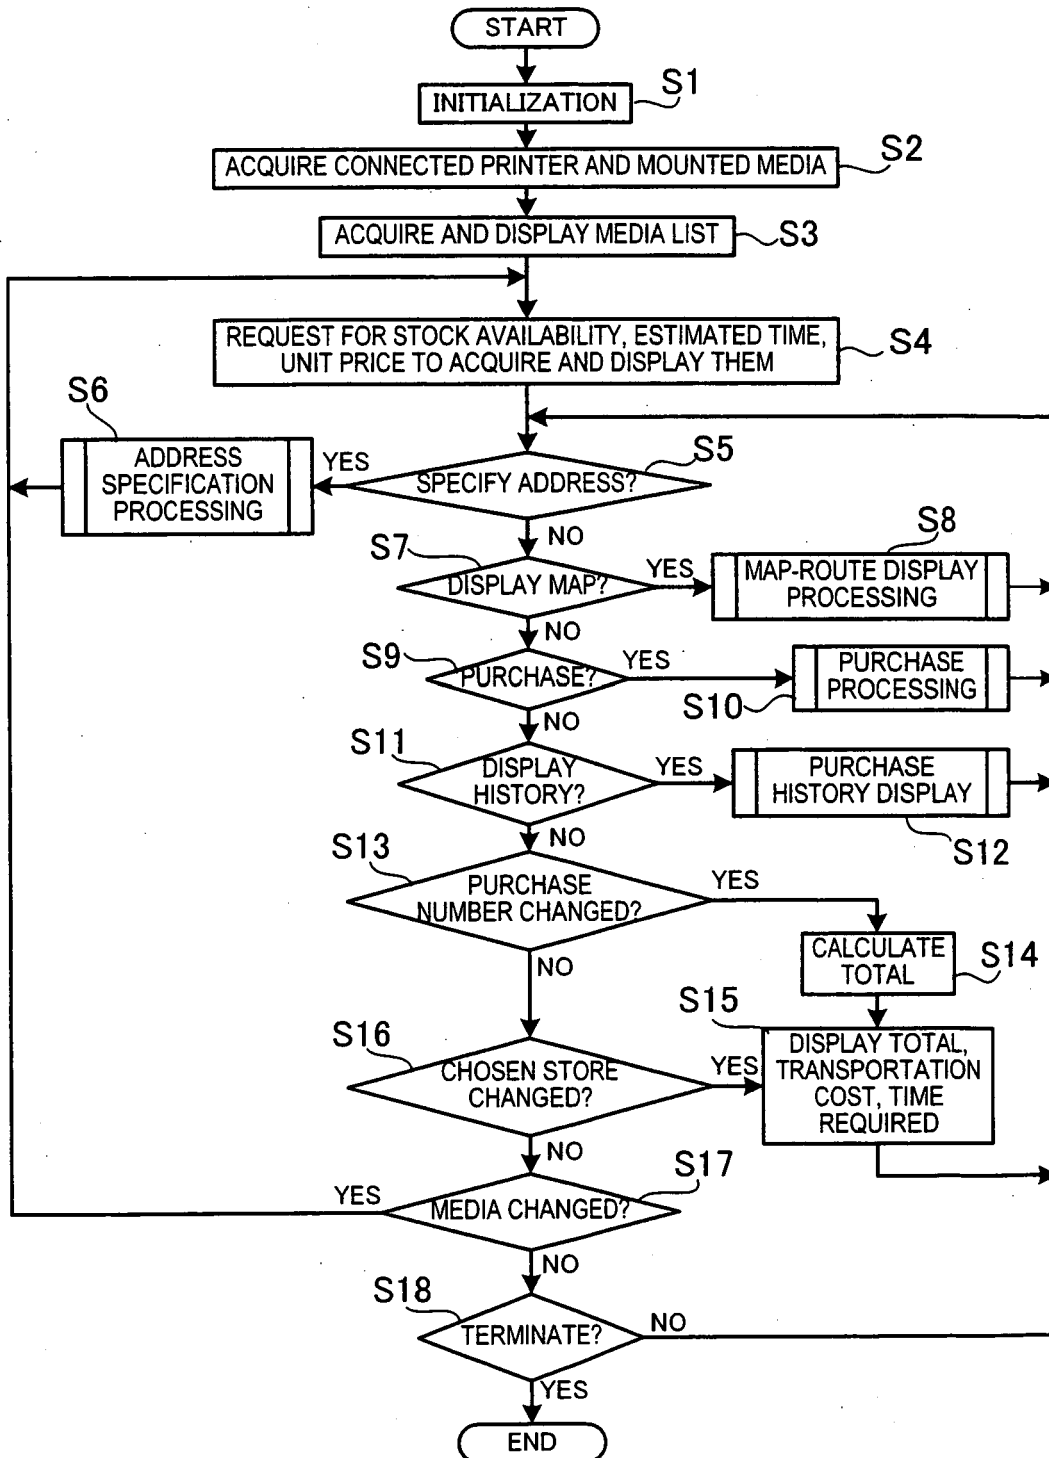 START
S1
INITIALIZATION
S2
ACQUIRE CONNECTED PRINTER AND MOUNTED MEDIA
ACQUIRE AND DISPLAY MEDIA LIST
S3
REQUEST FOR STOCK AVAILABILITY, ESTIMATED TIME,
UNIT PRICE TO ACQUIRE AND DISPLAY THEM
S4
S6
ADDRESS
SPECIFICATION
PROCESSING
YES
S5
SPECIFY ADDRESS?
NO
S7
DISPLAY MAP?
YES
S8
MAP-ROUTE DISPLAY
PROCESSING
NO
S9
PURCHASE?
YES
S10
PURCHASE
PROCESSING
NO
S11
DISPLAY
HISTORY?
YES
PURCHASE
HISTORY DISPLAY
S12
NO
S13
PURCHASE
NUMBER CHANGED?
YES
NO
CALCULATE
TOTAL
S14
S15
DISPLAY TOTAL,
TRANSPORTATION
COST, TIME
REQUIRED
S16
CHOSEN STORE
CHANGED?
YES
NO
S17
YES
MEDIA CHANGED?
NO
S18
TERMINATE?
NO
YES
END